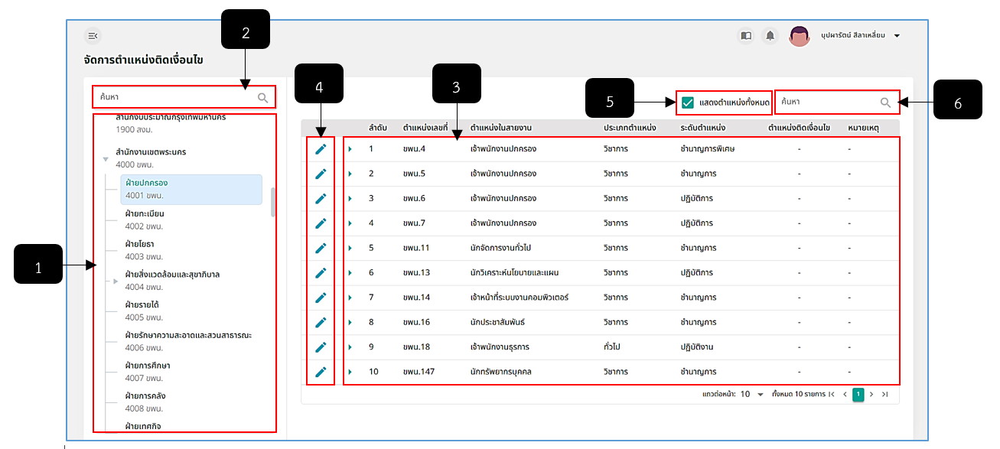 2
บุปผารัตน์ สีลาเหลี่ยม
จัดการตำแหน่งติดเงื่อนไข
4
3
5
6
ค้นหา
แสดงตำแหน่งทั้งหมด
ค้นหา
สำนักงบประมาณกรุงเทพมหานคร
1900 สงม.
สำนักงานเขตพระนคร
4000 ขพน.
ฝ่ายปกครอง
4001 ขพน.
ฝ่ายทะเบียน
4002 ขพน.
ฝ่ายโยธา
4003 ขพน.
1
ฝ่ายสิ่งแวดล้อมและสุขาภิบาล
4004 ขพน.
ฝ่ายรายได้
4005 ขพน.
ฝ่ายรักษาความสะอาดและสวนสาธารณะ
4006 ขพน.
ฝ่ายการศึกษา
4007 ขพน.
ฝ่ายการคลัง
4008 ขพน.
ฝ่ายเทศกิจ
ลำดับ ตำแหน่งเลขที่ ตำแหน่งในสายงาน ประเภทตำแหน่ง ระดับตำแหน่ง ตำแหน่งติดเงื่อนไข หมายเหตุ
1 ขพน.4 เจ้าพนักงานปกครอง วิชาการ ชำนาญการพิเศษ - -
2 ขพน.5 เจ้าพนักงานปกครอง วิชาการ ชำนาญการ - -
3 ขพน.6 เจ้าพนักงานปกครอง วิชาการ ปฏิบัติการ - -
4 ขพน.7 เจ้าพนักงานปกครอง วิชาการ ปฏิบัติการ - -
5 ขพน.11 นักจัดการงานทั่วไป วิชาการ ชำนาญการ - -
6 ขพน.13 นักวิเคราะห์นโยบายและแผน วิชาการ ปฏิบัติการ - -
7 ขพน.14 เจ้าหน้าที่ระบบงานคอมพิวเตอร์ วิชาการ ชำนาญการ - -
8 ขพน.16 นักประชาสัมพันธ์ วิชาการ ชำนาญการ - -
9 ขพน.18 เจ้าพนักงานธุรการ ทั่วไป ปฏิบัติงาน - -
10 ขพน.147 นักทรัพยากรบุคคล วิชาการ ชำนาญการ - -
แถวต่อหน้า: 10 ทั้งหมด 10 รายการ 1